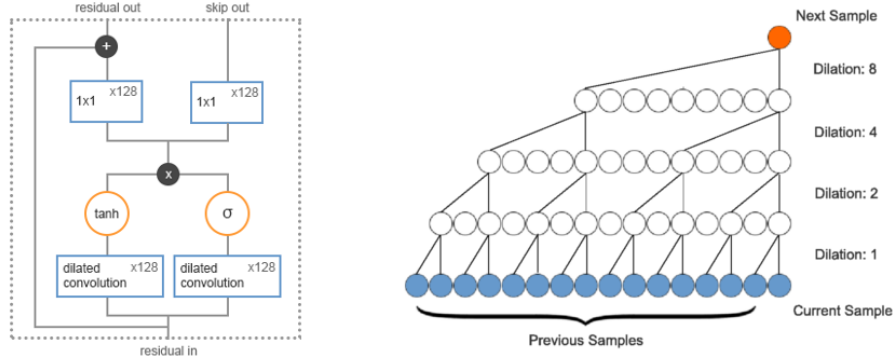 residual out
skip out
+
1x1
x128
1x1
x128
x
tanh
σ
dilated
convolution
x128
dilated
convolution
x128
residual in
Next Sample
Dilation: 8
Dilation: 4
Dilation: 2
Dilation: 1
Current Sample
Previous Samples